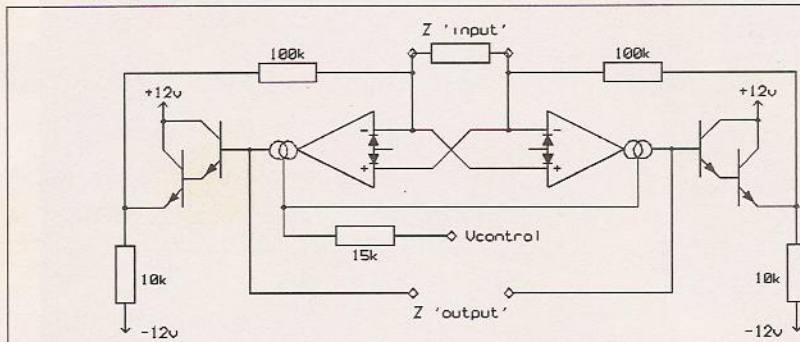 Z 'input'
100k
100k
+12v
+12v
-
-
+
+
Vcontrol
15k
10k
10k
Z 'output'
-12v
-12v